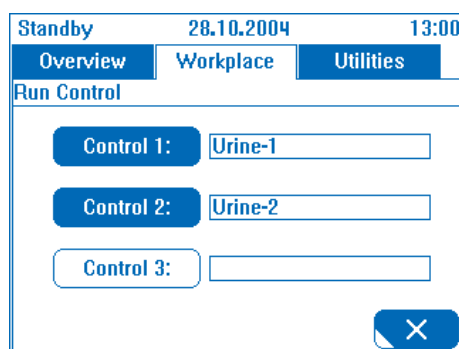 Standby 28.10.2004 13:00
Overview Workplace Utilities
Run Control
Control 1: Urine-1
Control 2: Urine-2
Control 3: